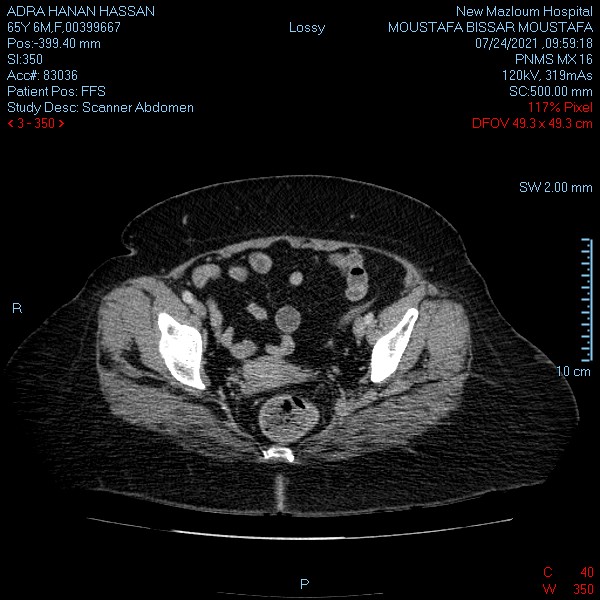 ADRA HANAN HASSAN
65Y 6M,F,00399667
Pos:-399.40 mm
SI:350
Acc#: 83036
Patient Pos: FFS
Study Desc: Scanner Abdomen
< 3 - 350 >
Lossy
New Mazloum Hospital
MOUSTAFA BISSAR MOUSTAFA
07/24/2021 ,09:59:18
PNMS MX 16
120kV, 319mAs
SC:500.00 mm
117% Pixel
DFOV 49.3 x 49.3 cm
SW 2.00 mm
R
10 cm
P
C 40
W 350